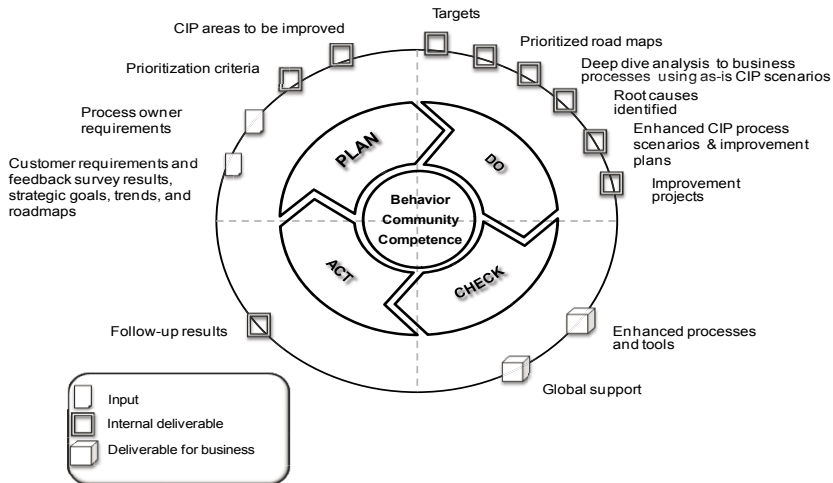 Targets
CIP areas to be improved
Prioritized road maps
Prioritization criteria
Deep dive analysis to business
processes using as-is CIP scenarios
Root causes
identified
Process owner
requirements
Enhanced CIP process
scenarios & improvement
plans
Customer requirements and
feedback survey results,
strategic goals, trends, and
roadmaps
Improvement
projects
PLAN
DO
Behavior
Community
Competence
ACT
CHECK
Follow-up results
Enhanced processes
and tools
Global support
Input
Internal deliverable
Deliverable for business